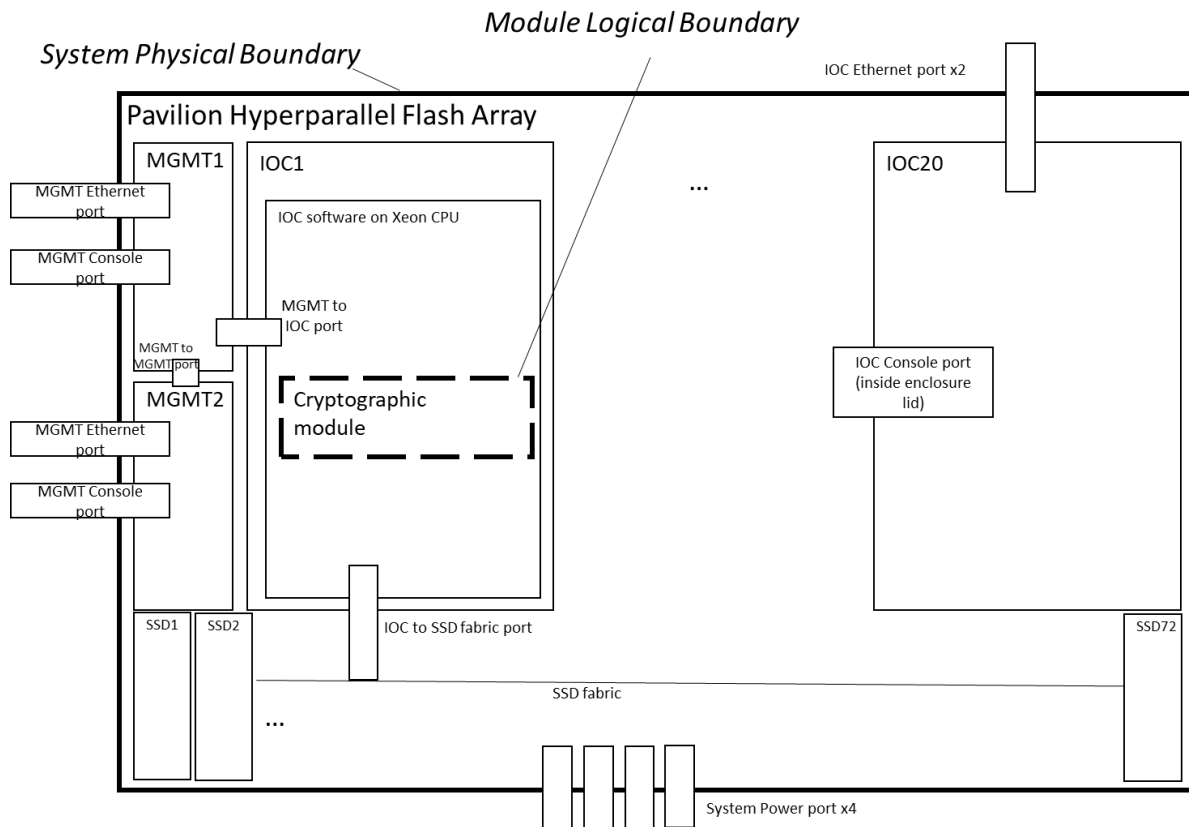 Module Logical Boundary
System Physical Boundary
IOC Ethernet port x2
Pavilion Hyperparallel Flash Array
MGMT1
IOC1
...
IOC20
MGMT Ethernet
port
IOC software on Xeon CPU
MGMT Console
port
MGMT to
IOC port
MGMT to
MGMT port
IOC Console port
(inside enclosure
lid)
MGMT2
Cryptographic
module
MGMT Ethernet
port
MGMT Console
port
SSD1
SSD2
IOC to SSD fabric port
SSD72
SSD fabric
...
System Power port x4